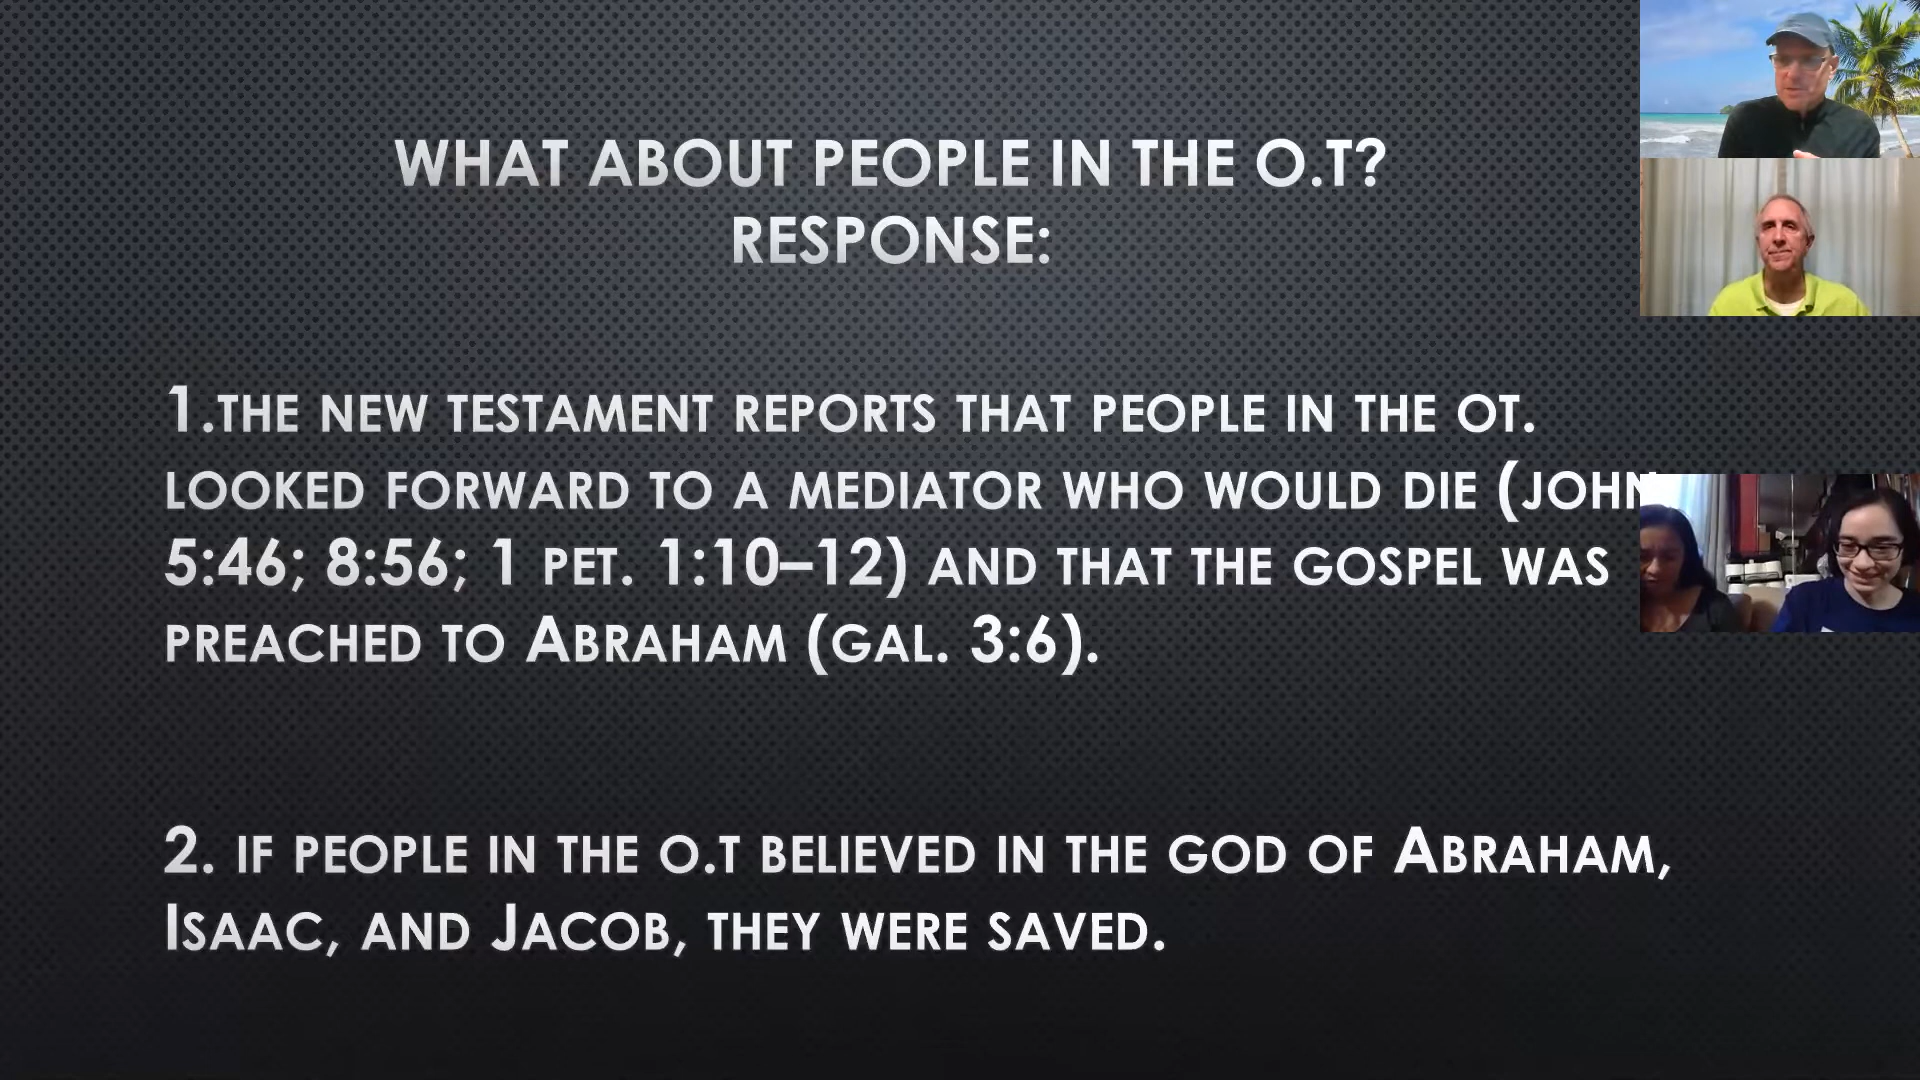 WHAT ABOUT PEOPLE IN THE O.T?
RESPONSE:
1.THE NEW TESTAMENT REPORTS THAT PEOPLE IN THE OT.
LOOKED FORWARD TO A MEDIATOR WHO WOULD DIE (JOHN
5:46; 8:56; 1 PET. 1:10–12) AND THAT THE GOSPEL WAS
PREACHED TO ABRAHAM (GAL. 3:6).
2. IF PEOPLE IN THE O.T BELIEVED IN THE GOD OF ABRAHAM,
ISAAC, AND JACOB, THEY WERE SAVED.